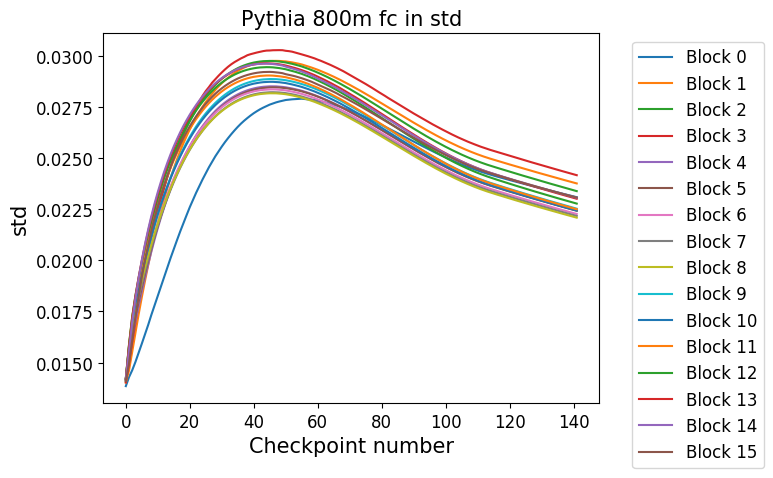 Pythia 800m fc in std
std
0.0300
0.0275
0.0250
0.0225
0.0200
0.0175
0.0150
0 20 40 60 80 100 120 140
Checkpoint number
Block 0
Block 1
Block 2
Block 3
Block 4
Block 5
Block 6
Block 7
Block 8
Block 9
Block 10
Block 11
Block 12
Block 13
Block 14
Block 15